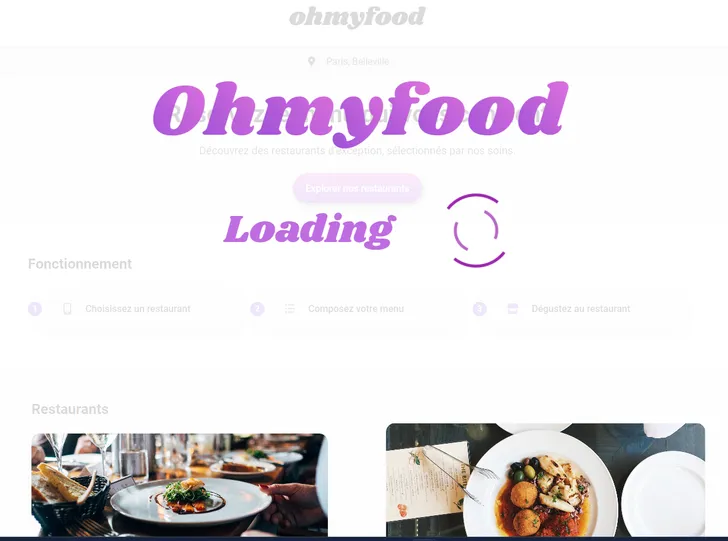 ohmyfood
Paris, Belleville
Ohmyfood
Découvrez des restaurants d'exception, sélectionnés par nos soins.
Explorer nos restaurants
Loading
Fonctionnement
1 Choisissez un restaurant
2 Composez votre menu
3 Dégustez au restaurant
Restaurants